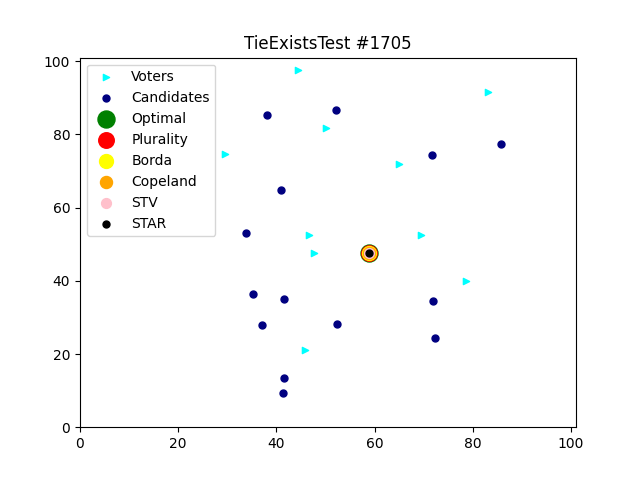 TieExistsTest #1705
100
80
60
40
20
0
Voters
Candidates
Optimal
Plurality
Borda
Copeland
STV
STAR
0 20 40 60 80 100